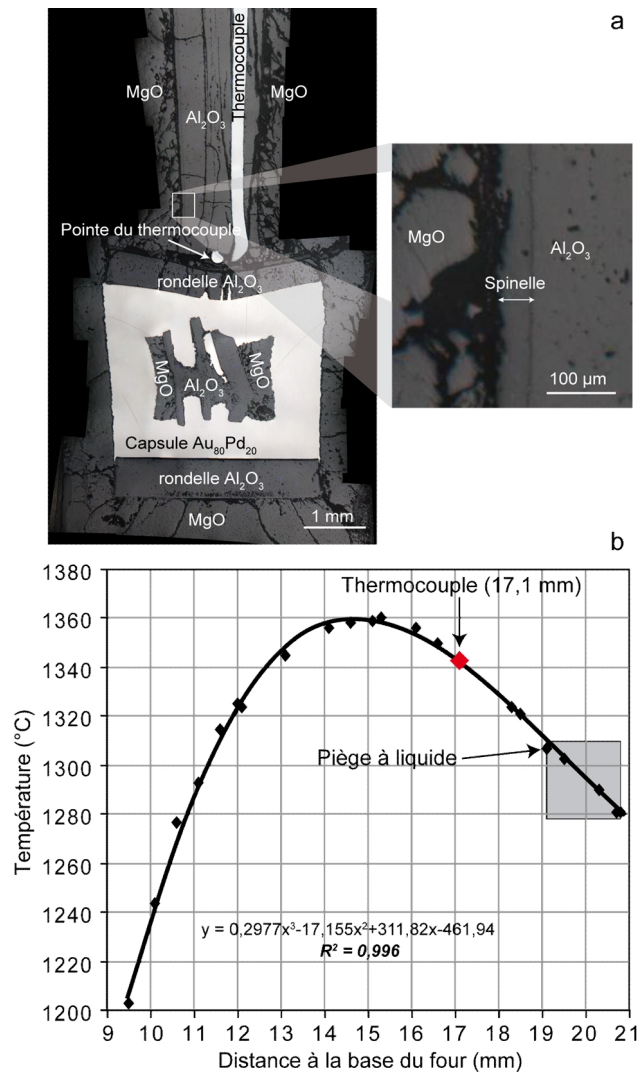 a
Thermocouple
MgO
MgO
Al₂O₃
Pointe du thermocouple
rondelle Al₂O₃
MgO
Al₂O₃
MgO
Capsule Au₈₀Pd₂₀
rondelle Al₂O₃
MgO
1 mm
MgO
Al₂O₃
Spinelle
100 µm
b
1380
1360
1340
1320
1300
1280
1260
1240
1220
1200
Température (°C)
Thermocouple (17,1 mm)
Piège à liquide
y = 0,2977x³-17,155x²+311,82x-461,94
R² = 0,996
9 10 11 12 13 14 15 16 17 18 19 20 21
Distance à la base du four (mm)